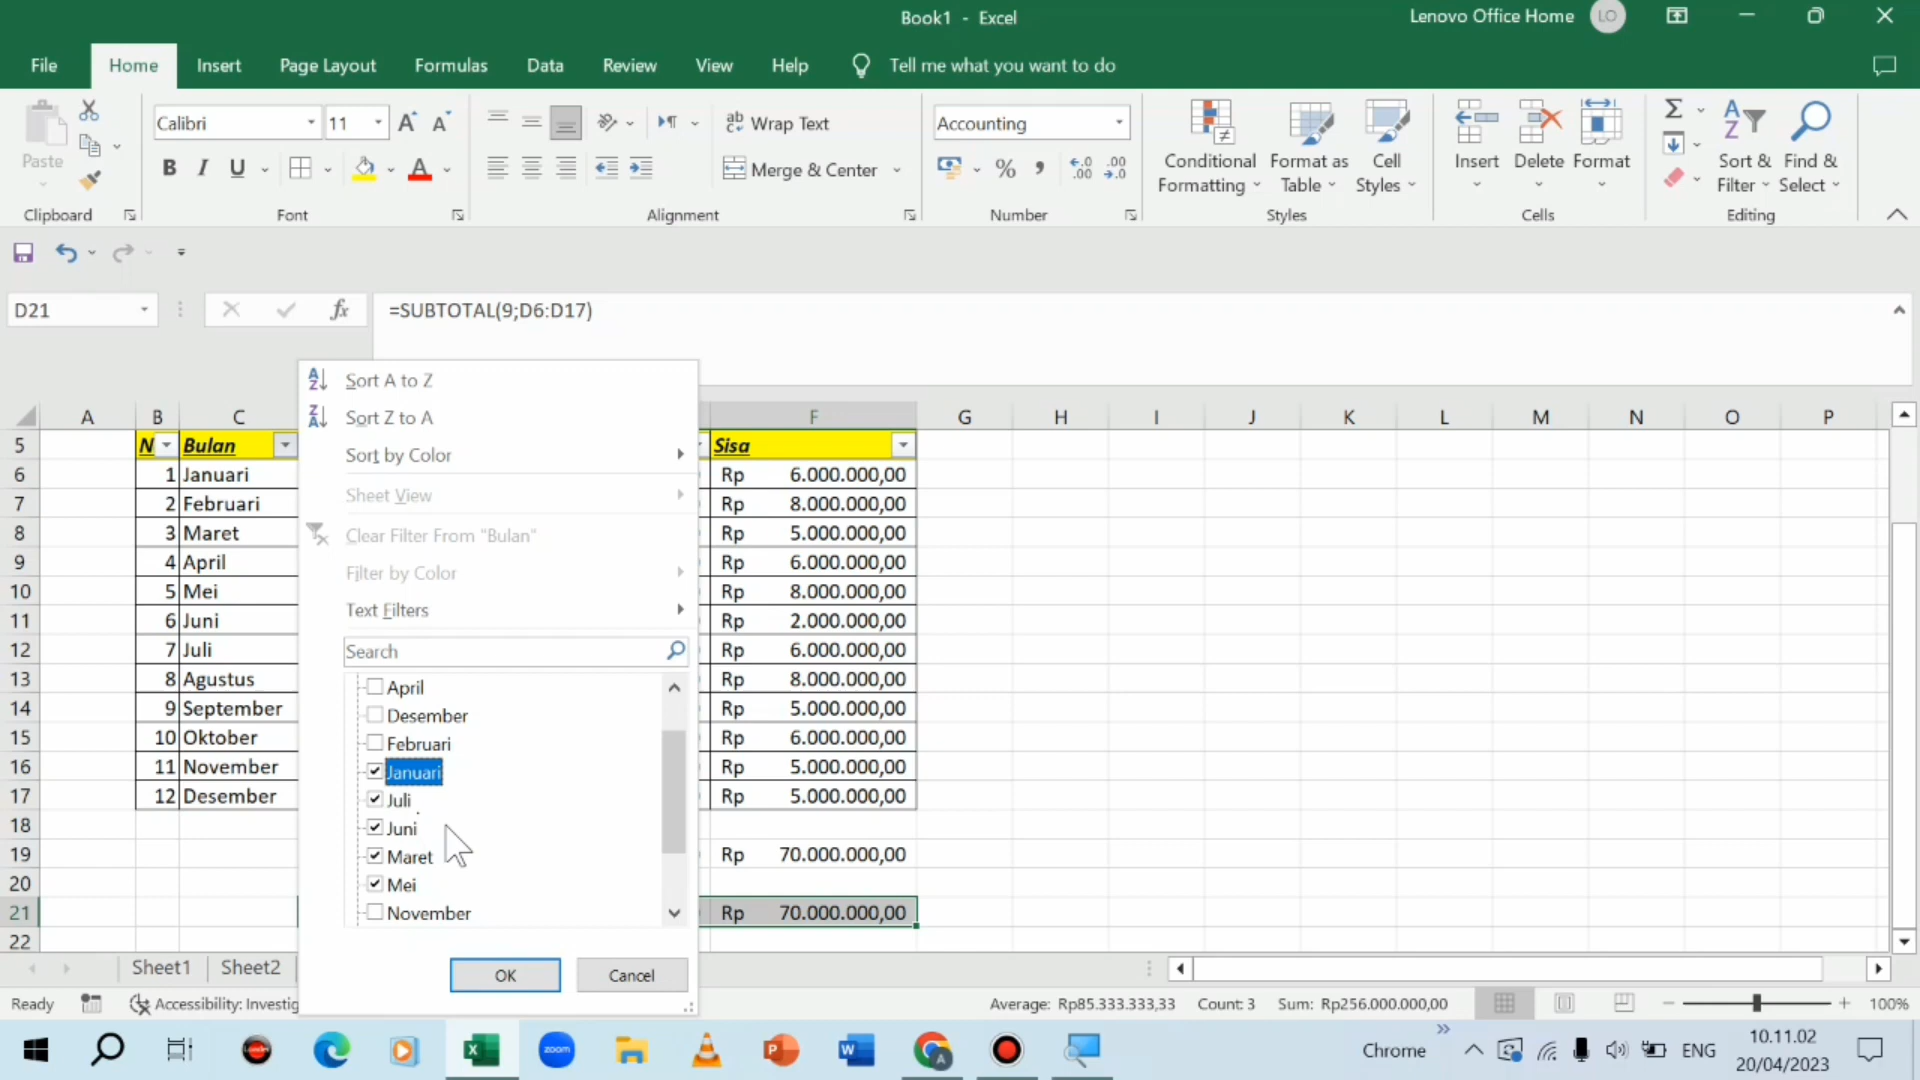 Book1 - Excel
Lenovo Office Home LO
File Home Insert Page Layout Formulas Data Review View Help Tell me what you want to do
Paste
Clipboard
Calibri 11
B I U A
Font
Wrap Text
Merge & Center
Alignment
Accounting
% , .00
Number
Conditional Formatting
Format as Table
Cell Styles
Styles
Insert Delete Format
Cells
Sort & Filter
Find & Select
Editing
D21 fx =SUBTOTAL(9;D6:D17)
Sort A to Z
Sort Z to A
Sort by Color
Sheet View
Clear Filter From "Bulan"
Filter by Color
Text Filters
Search
April
Desember
Februari
Januari
Juli
Juni
Maret
Mei
November
OK Cancel
A B C F G H I J L K M N O P
5 N Bulan Sisa
6 1 Januari Rp 6.000.000,00
7 2 Februari Rp 8.000.000,00
8 3 Maret Rp 5.000.000,00
9 4 April Rp 6.000.000,00
10 5 Mei Rp 8.000.000,00
11 6 Juni Rp 2.000.000,00
12 7 Juli Rp 6.000.000,00
13 8 Agustus Rp 8.000.000,00
14 9 September Rp 5.000.000,00
15 10 Oktober Rp 6.000.000,00
16 11 November Rp 5.000.000,00
17 12 Desember Rp 5.000.000,00
18
19 Rp 70.000.000,00
20
21 Rp 70.000.000,00
22
Sheet1 Sheet2
Ready Accessibility: Investig Average: Rp85.333.333,33 Count: 3 Sum: Rp256.000.000,00 100%
zoom Chrome ENG 10.11.02
20/04/2023